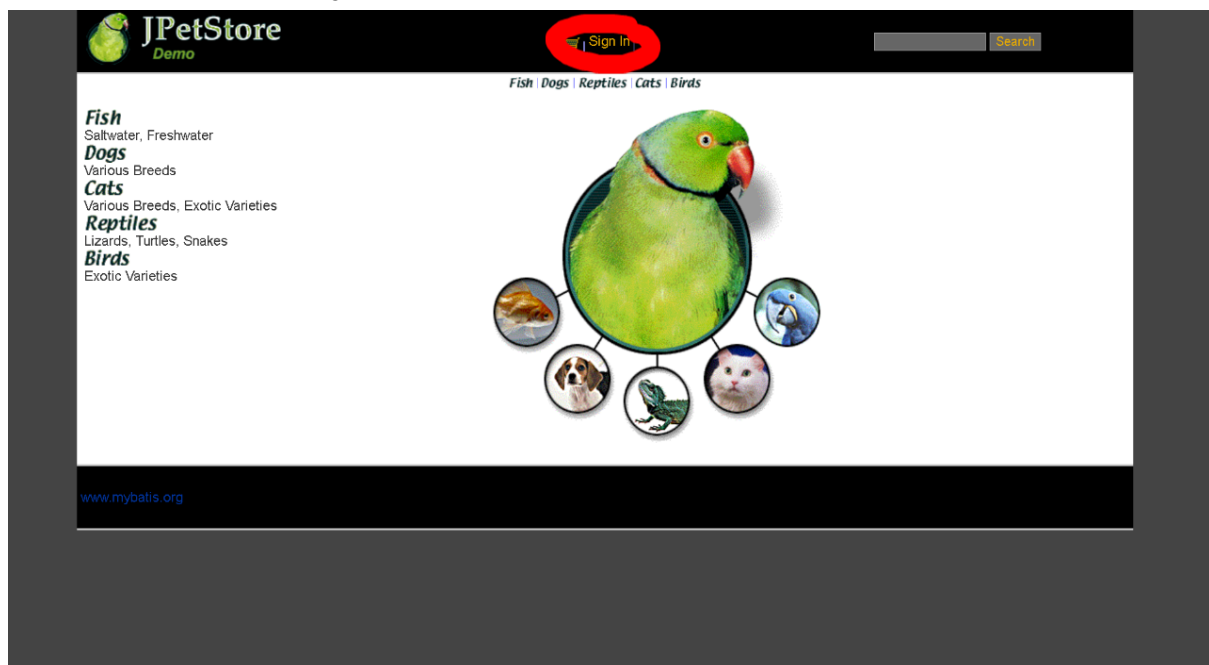 JPetStore
Demo
Sign In
Search
Fish | Dogs | Reptiles | Cats | Birds
Fish
Saltwater, Freshwater
Dogs
Various Breeds
Cats
Various Breeds, Exotic Varieties
Reptiles
Lizards, Turtles, Snakes
Birds
Exotic Varieties
www.mybatis.org